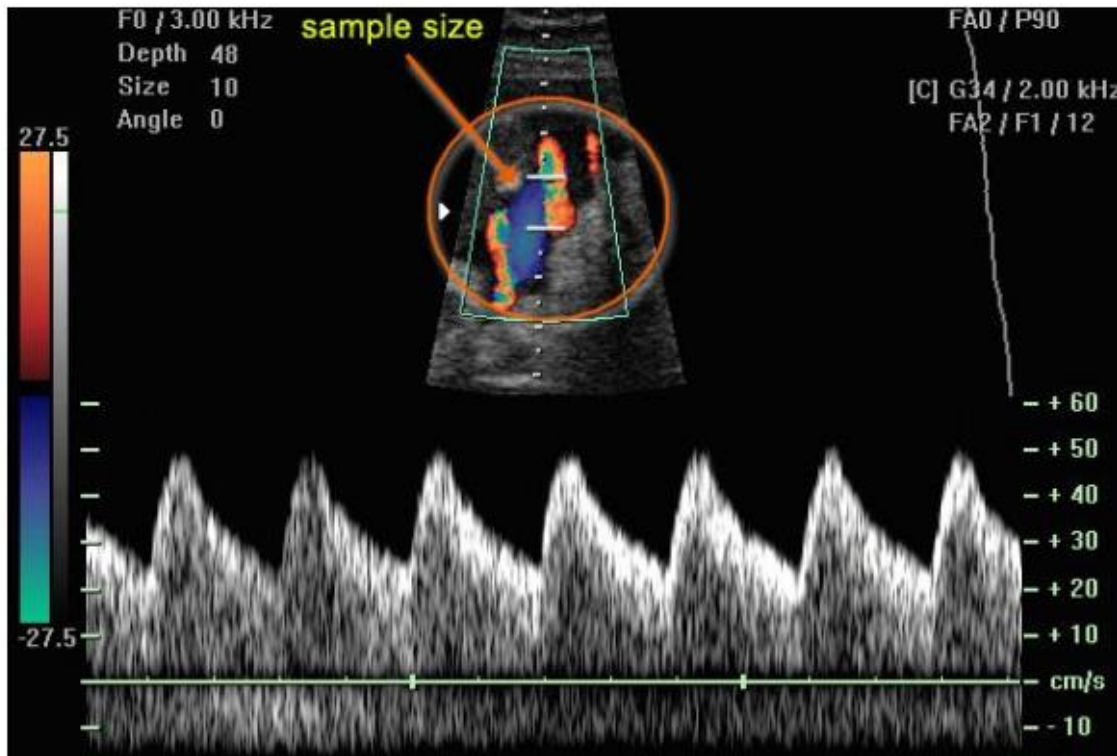 F0 / 3.00 kHz
Depth 48
Size 10
Angle 0
sample size
FA0 / P90
[C] G34 / 2.00 kHz
FA2 / F1 / 12
27.5
-27.5
+ 60
+ 50
+ 40
+ 30
+ 20
+ 10
cm/s
- 10